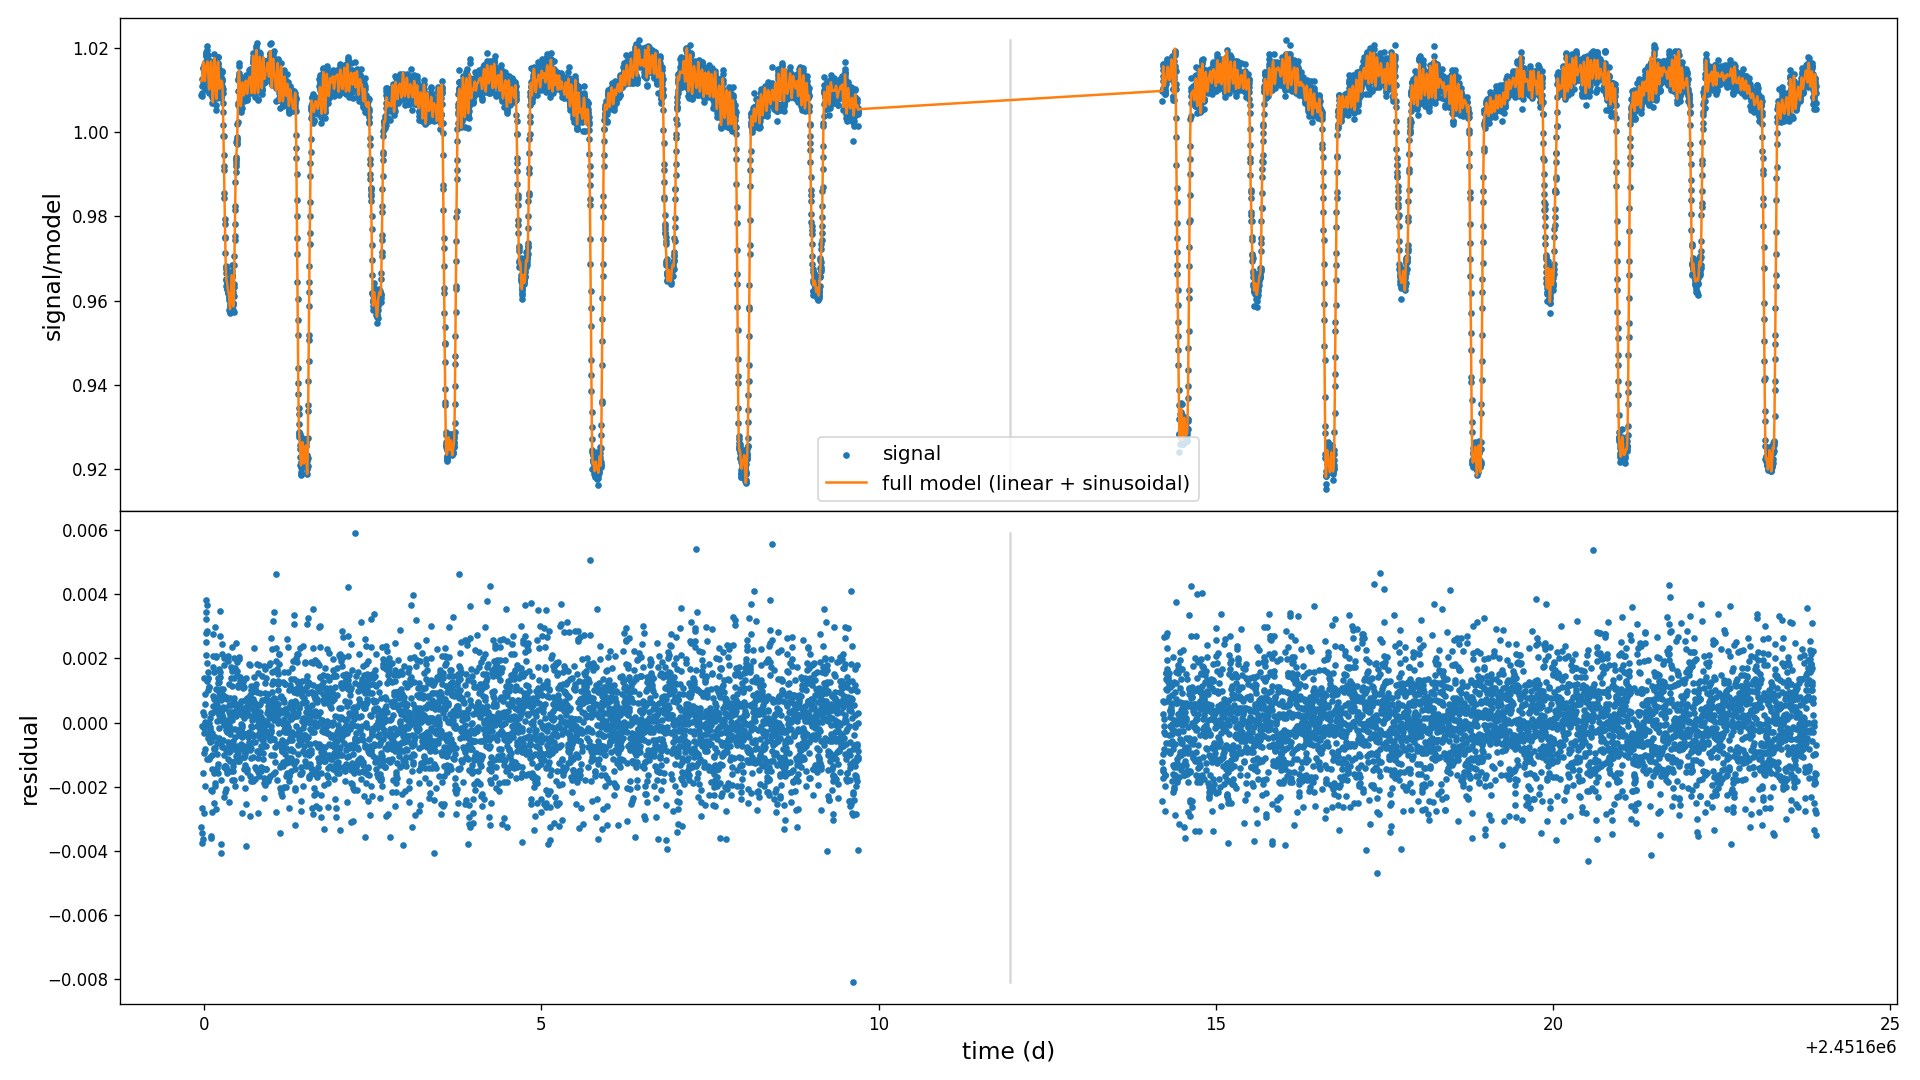 1.02
1.00
0.98
0.96
0.94
0.92
signal/model
signal
full model (linear + sinusoidal)
0.006
0.004
0.002
0.000
−0.002
−0.004
−0.006
−0.008
residual
0 5 10 15 20 25
time (d)
+2.4516e6